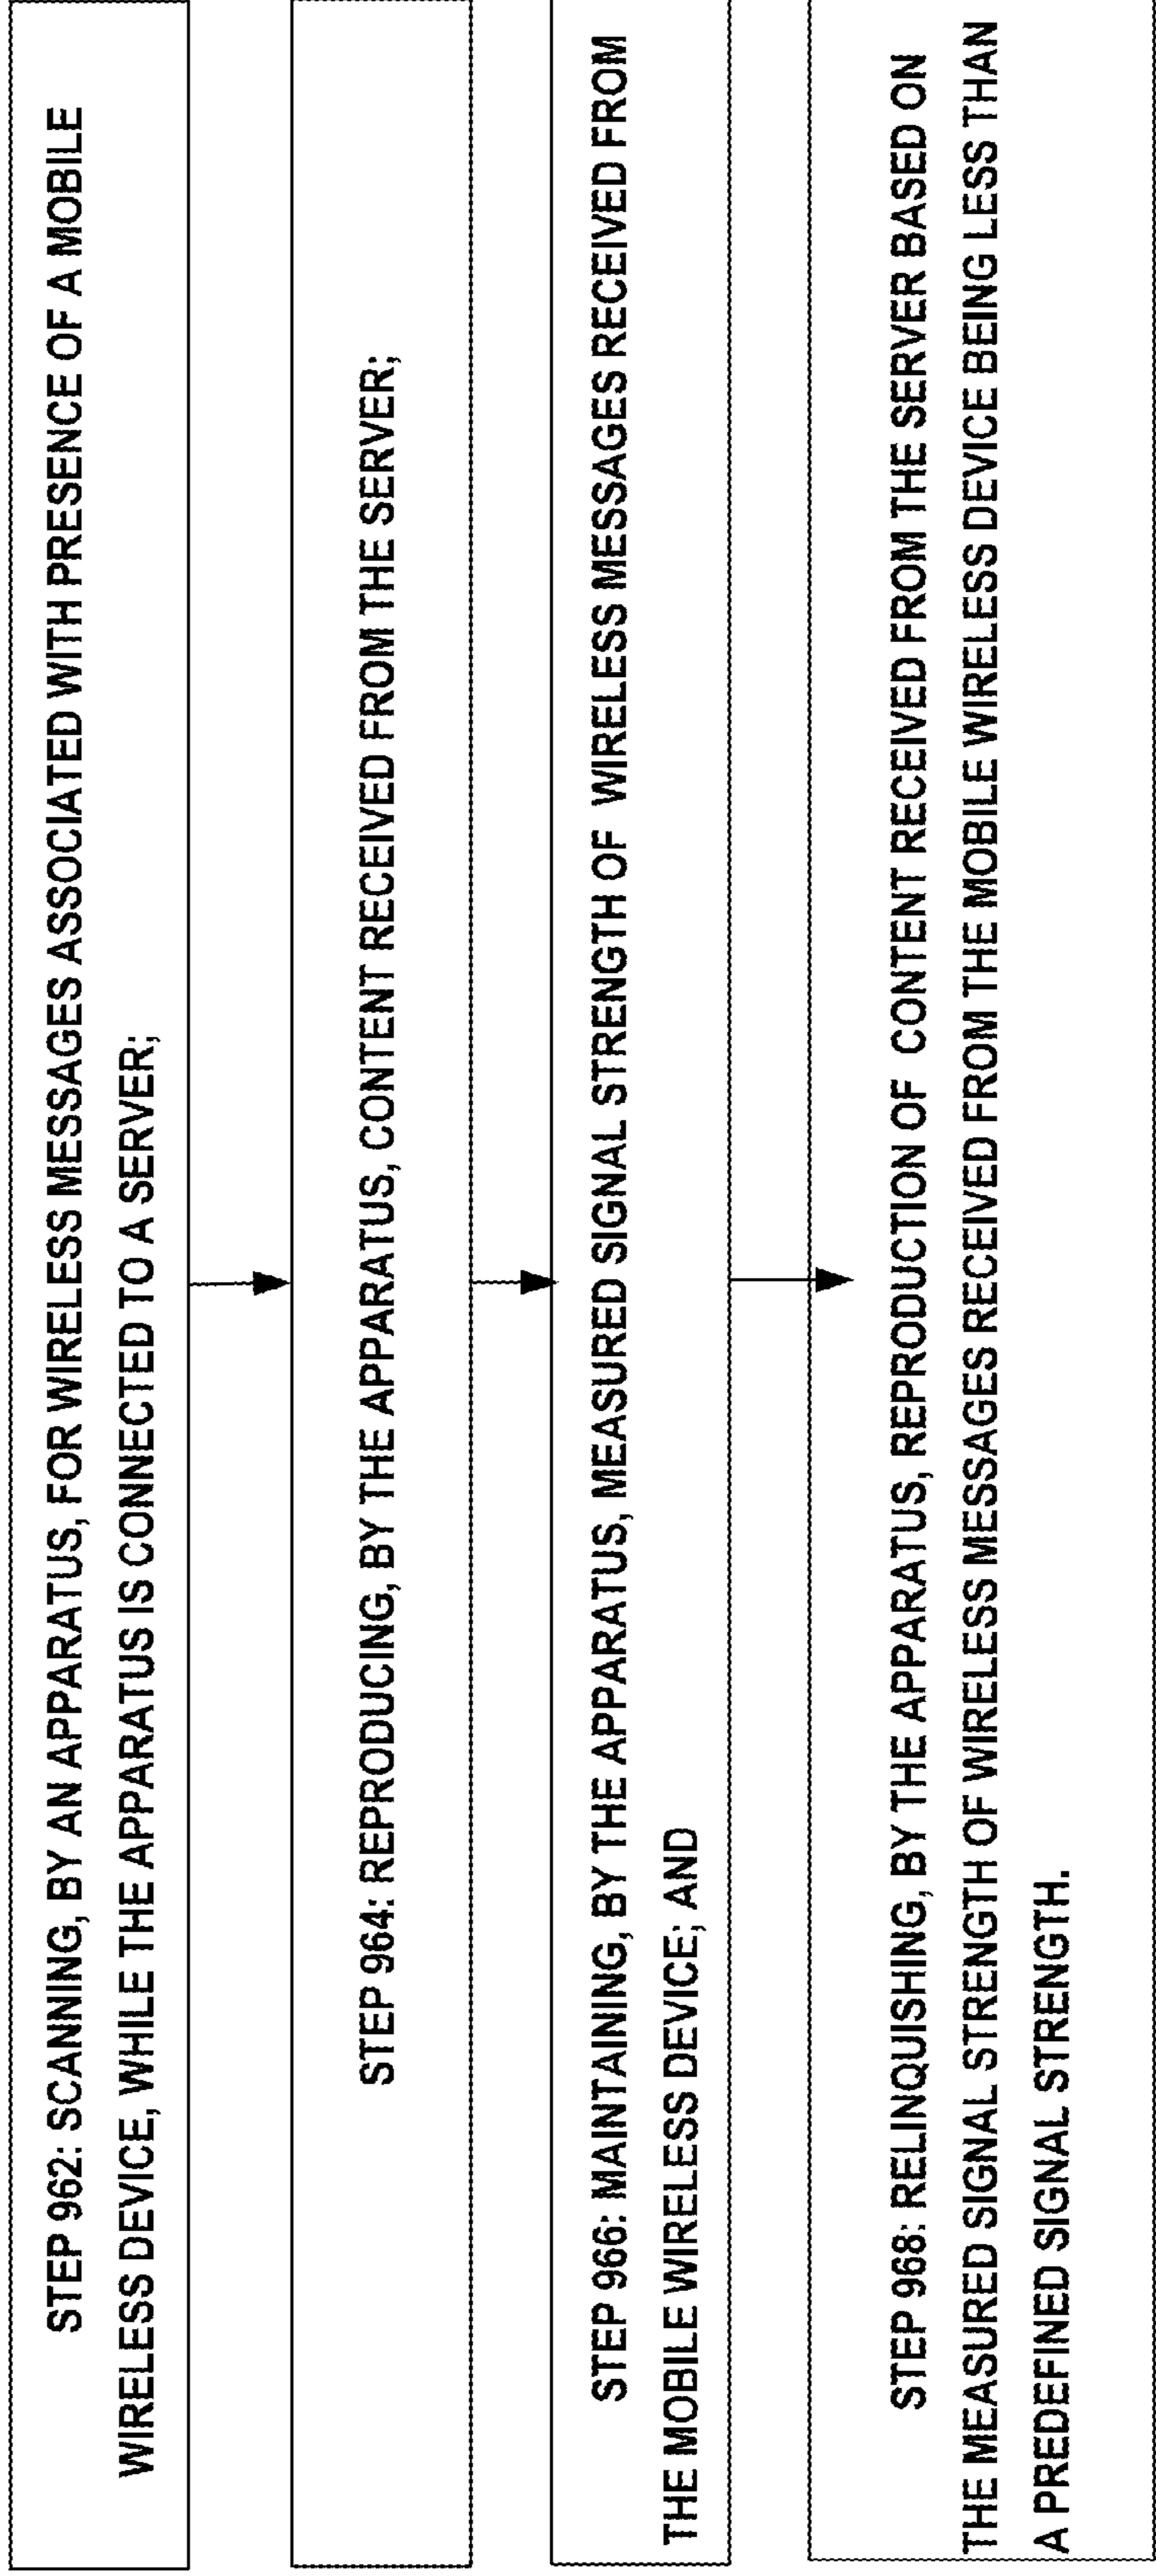 STEP 962: SCANNING, BY AN APPARATUS, FOR WIRELESS MESSAGES ASSOCIATED WITH PRESENCE OF A MOBILE
WIRELESS DEVICE, WHILE THE APPARATUS IS CONNECTED TO A SERVER;
STEP 964: REPRODUCING, BY THE APPARATUS, CONTENT RECEIVED FROM THE SERVER;
STEP 966: MAINTAINING, BY THE APPARATUS, MEASURED SIGNAL STRENGTH OF WIRELESS MESSAGES RECEIVED FROM
THE MOBILE WIRELESS DEVICE; AND
STEP 968: RELINQUISHING, BY THE APPARATUS, REPRODUCTION OF CONTENT RECEIVED FROM THE SERVER BASED ON
THE MEASURED SIGNAL STRENGTH OF WIRELESS MESSAGES RECEIVED FROM THE MOBILE WIRELESS DEVICE BEING LESS THAN
A PREDEFINED SIGNAL STRENGTH.